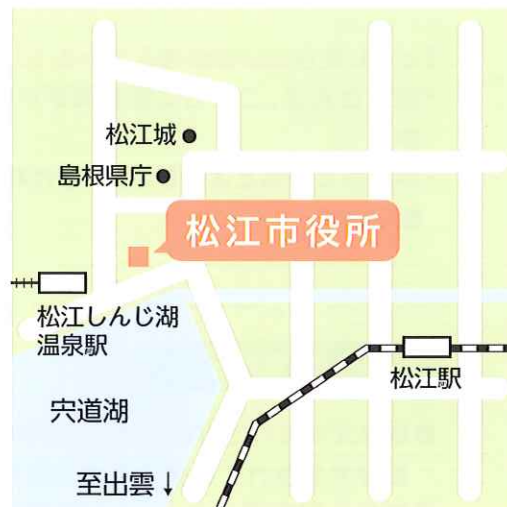 松江城
島根県庁
松江市役所
松江しんじ湖
温泉駅
松江駅
宍道湖
至出雲↓